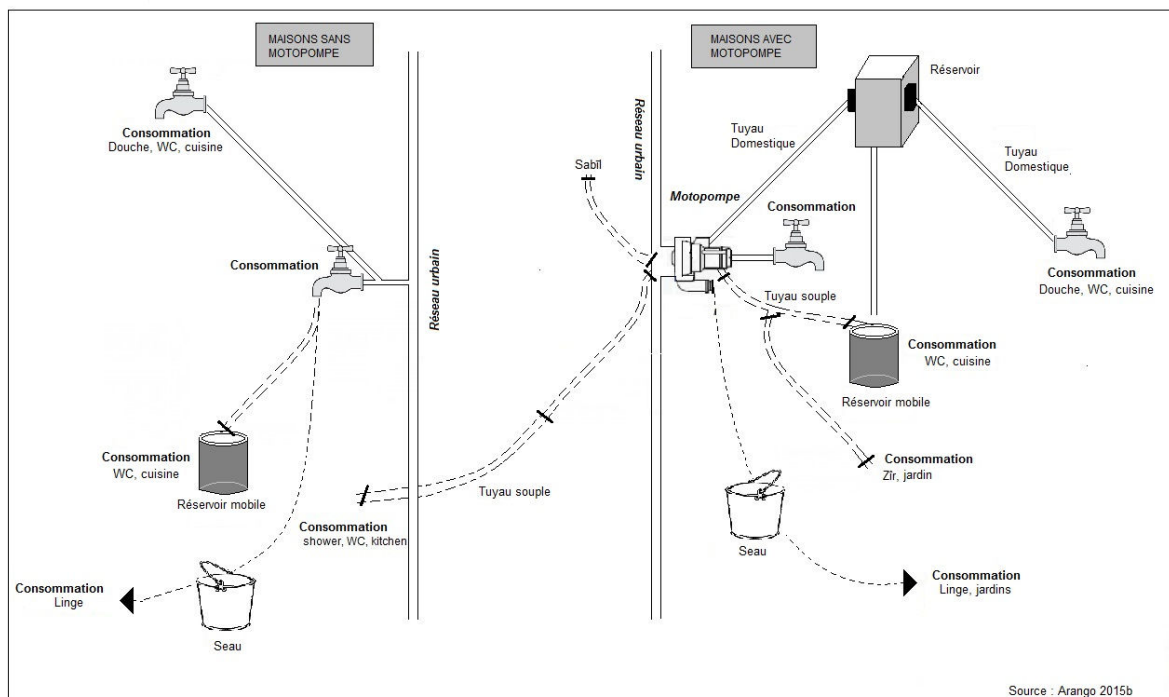 MAISONS SANS
MOTOPOMPE
MAISONS AVEC
MOTOPOMPE
Réservoir
Consommation
Douche, WC, cuisine
Réseau urbain
Tuyau
Domestique
Tuyau
Domestique
Sabīl
Motopompe
Consommation
Consommation
Réseau urbain
Consommation
Douche, WC, cuisine
Tuyau souple
Consommation
WC, cuisine
Réservoir mobile
Consommation
WC, cuisine
Réservoir mobile
Tuyau souple
Consommation
Zîr, jardin
Consommation
shower, WC, kitchen
Seau
Consommation
Linge
Consommation
Linge, jardins
Seau
Source : Arango 2015b